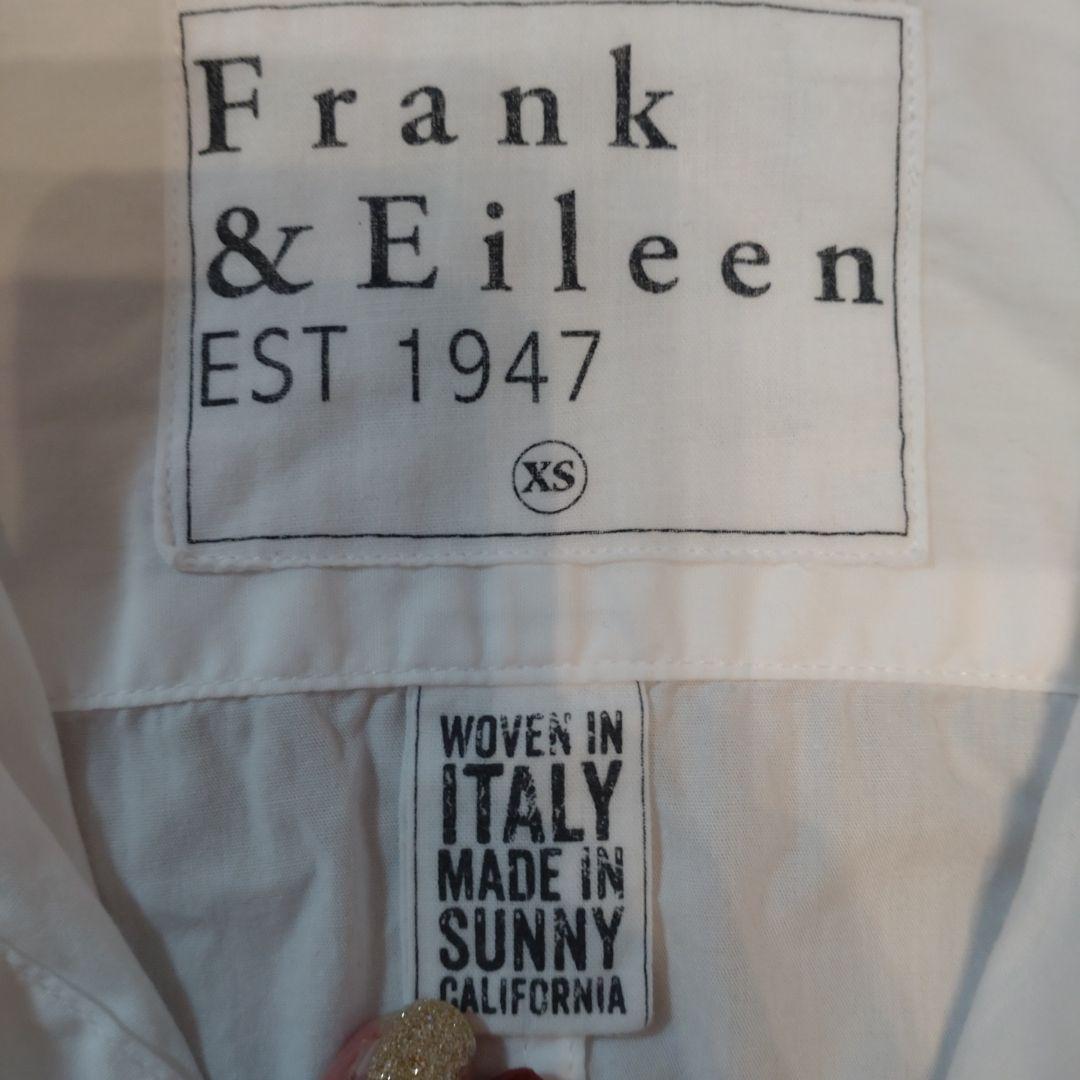 Frank
& Eileen
EST 1947
XS
WOVEN IN
ITALY
MADE IN
SUNNY
CALIFORNIA